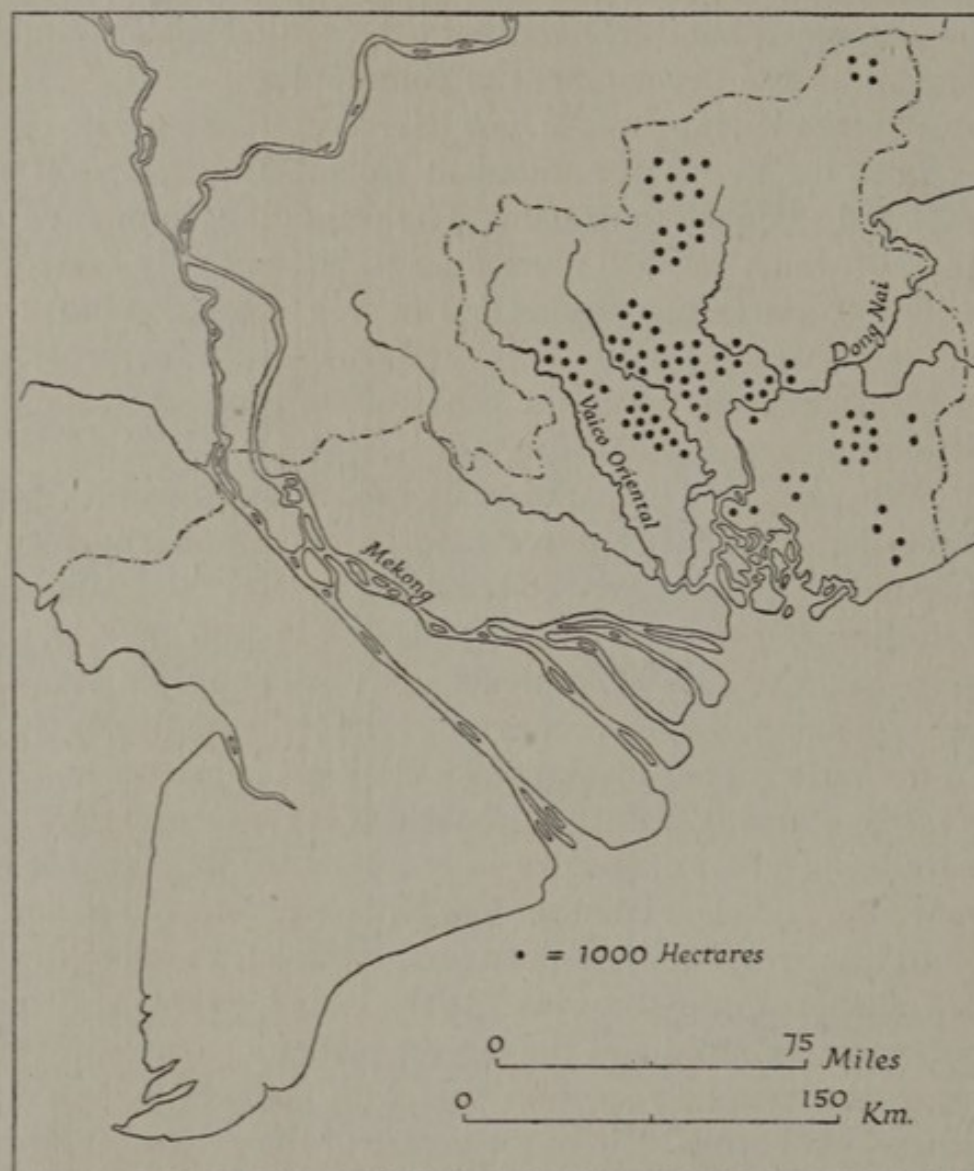 Dong Nai
Vaico Oriental
Mekong
• = 1000 Hectares
0 75 Miles
0 150 Km.